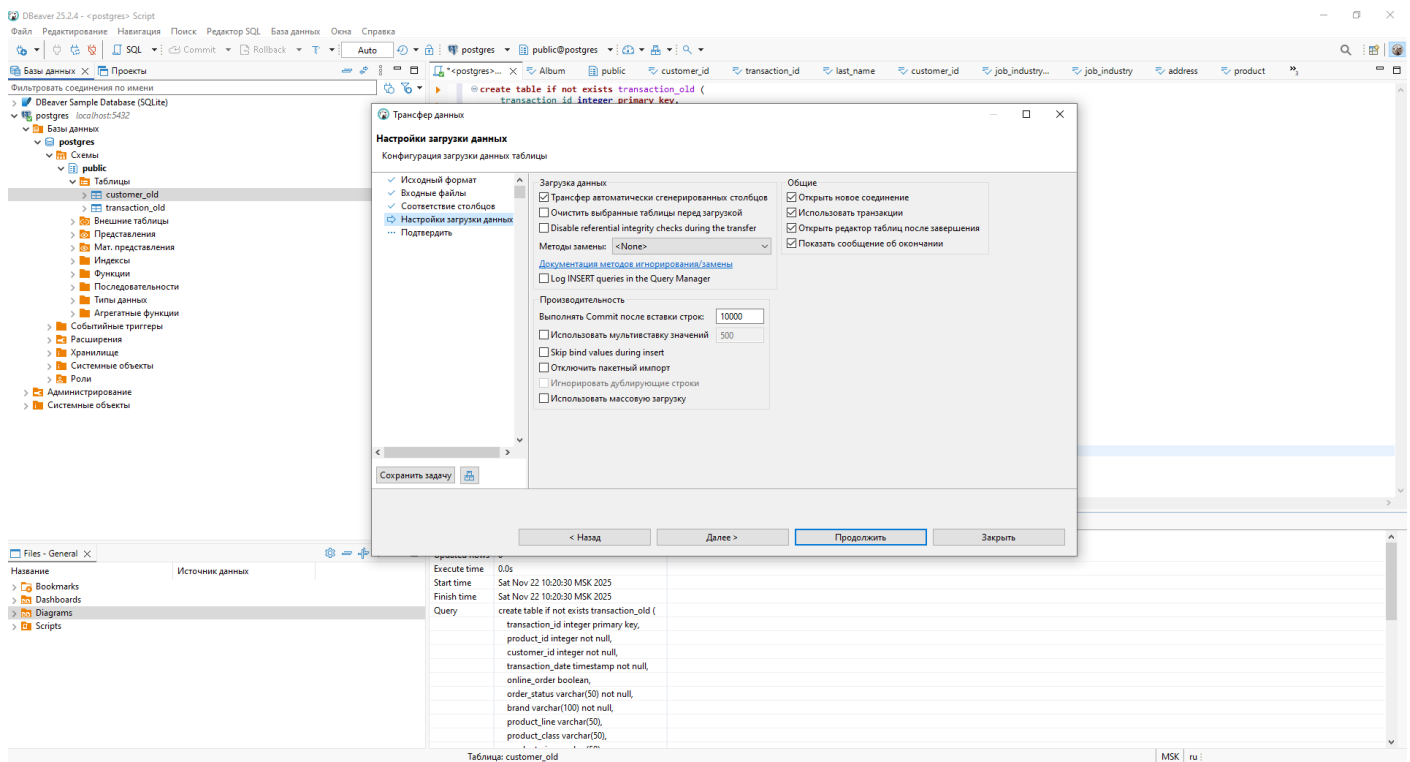 DBeaver 25.2.4 - <postgres> Script
Файл Редактирование Навигация Поиск Редактор SQL База данных Окна Справка
SQL Commit Rollback T Auto postgres public@postgres
Базы данных Проекты
*<postgres>... Album public customer_id transaction_id last_name customer_id job_industry... job_industry address product »3
Фильтровать соединения по имени
DBeaver Sample Database (SQLite)
postgres localhost:5432
Базы данных
postgres
Схемы
public
Таблицы
customer_old
transaction_old
Внешние таблицы
Представления
Мат. представления
Индексы
Функции
Последовательности
Типы данных
Агрегатные функции
Событийные триггеры
Расширения
Хранилище
Системные объекты
Роли
Администрирование
Системные объекты
create table if not exists transaction_old (
transaction_id integer primary key,
Трансфер данных
Настройки загрузки данных
Конфигурация загрузки данных таблицы
Исходный формат
Входные файлы
Соответствие столбцов
Настройки загрузки данных
Подтвердить
Сохранить задачу
Загрузка данных
Трансфер автоматически сгенерированных столбцов
Очистить выбранные таблицы перед загрузкой
Disable referential integrity checks during the transfer
Методы замены: <None>
Документация методов игнорирования/замены
Log INSERT queries in the Query Manager
Производительность
Выполнять Commit после вставки строк: 10000
Использовать мультивставку значений 500
Skip bind values during insert
Отключить пакетный импорт
Игнорировать дублирующие строки
Использовать массовую загрузку
Общие
Открыть новое соединение
Использовать транзакции
Открыть редактор таблиц после завершения
Показать сообщение об окончании
< Назад Далее > Продолжить Закрыть
Files - General
Название Источник данных
Bookmarks
Dashboards
Diagrams
Scripts
Updated Rows 0
Execute time 0.0s
Start time Sat Nov 22 10:20:30 MSK 2025
Finish time Sat Nov 22 10:20:30 MSK 2025
Query create table if not exists transaction_old (
transaction_id integer primary key,
product_id integer not null,
customer_id integer not null,
transaction_date timestamp not null,
online_order boolean,
order_status varchar(50) not null,
brand varchar(100) not null,
product_line varchar(50),
product_class varchar(50),
Таблица: customer_old MSK ru